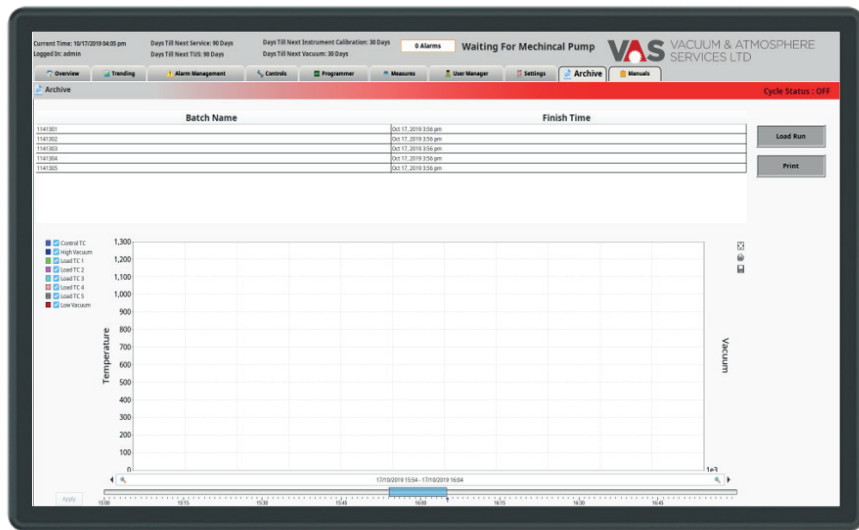 Current Time: 10/17/2019 04:05 pm
Logged In: admin
Days Till Next Service: 90 Days
Days Till Next TUS: 90 Days
Days Till Next Instrument Calibration: 30 Days
Days Till Next Vacuum: 30 Days
0 Alarms
Waiting For Mechincal Pump
VAS VACUUM & ATMOSPHERE
SERVICES LTD
Overview Trending Alarm Management Controls Programmer Measures User Manager Settings Archive Manuals
Archive
Cycle Status : OFF
Batch Name Finish Time
1141301 Oct 17, 2019 3:56 pm
1141302 Oct 17, 2019 3:56 pm
1141303 Oct 17, 2019 3:56 pm
1141304 Oct 17, 2019 3:56 pm
1141305 Oct 17, 2019 3:56 pm
Load Run
Print
Control TC
High Vacuum
Load TC 1
Load TC 2
Load TC 3
Load TC 4
Load TC 5
Low Vacuum
Temperature
1,300
1,200
1,100
1,000
900
800
700
600
500
400
300
200
100
0
Vacuum
1e3
17/10/2019 15:54 - 17/10/2019 16:04
Apply
15:00 15:15 15:30 15:45 16:00 16:15 16:30 16:45